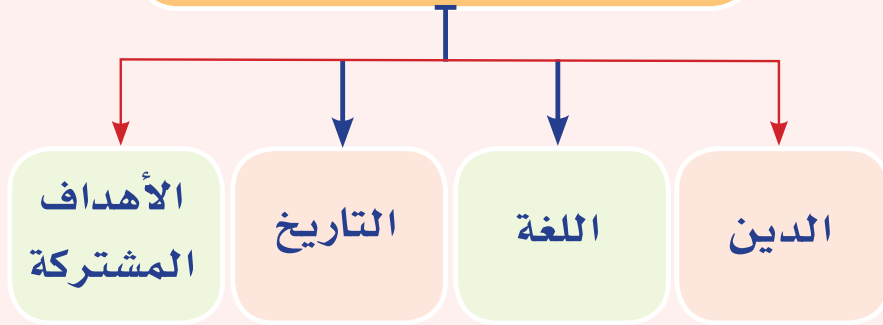 الدين
اللغة
التاريخ
الأهداف
المشتركة